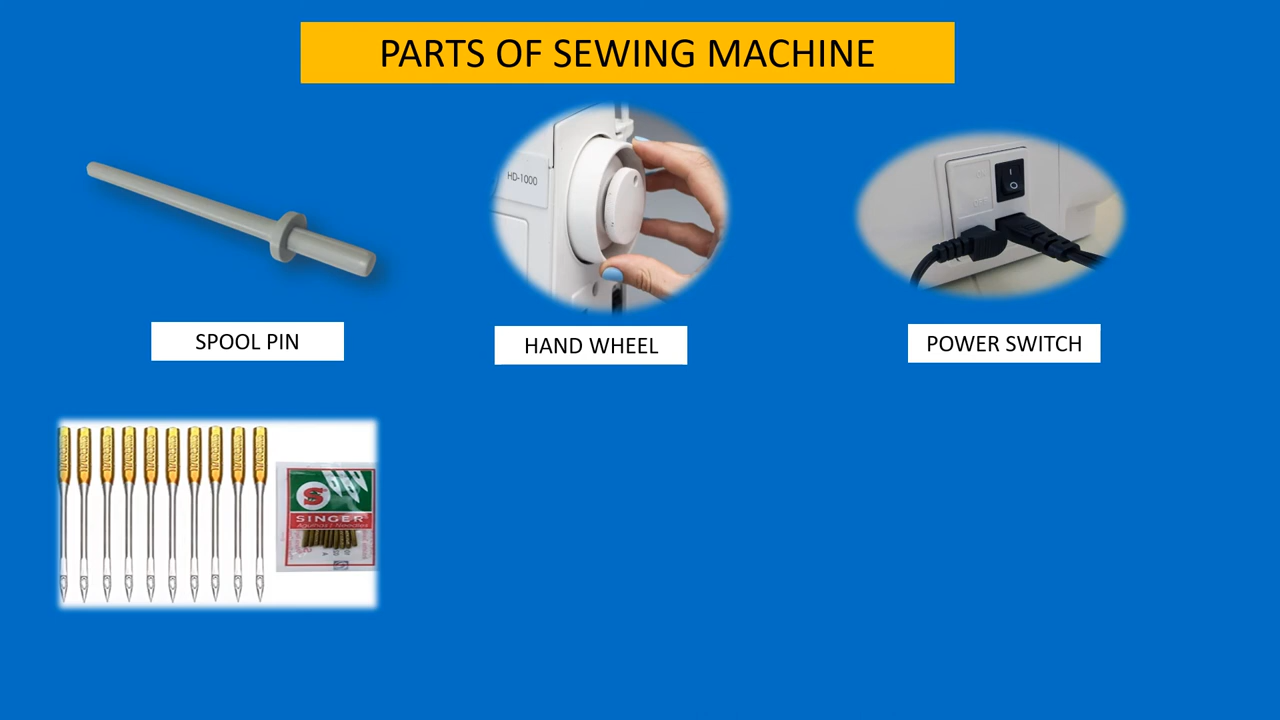 PARTS OF SEWING MACHINE
HD-1000
SPOOL PIN
HAND WHEEL
POWER SWITCH
S
SINGER